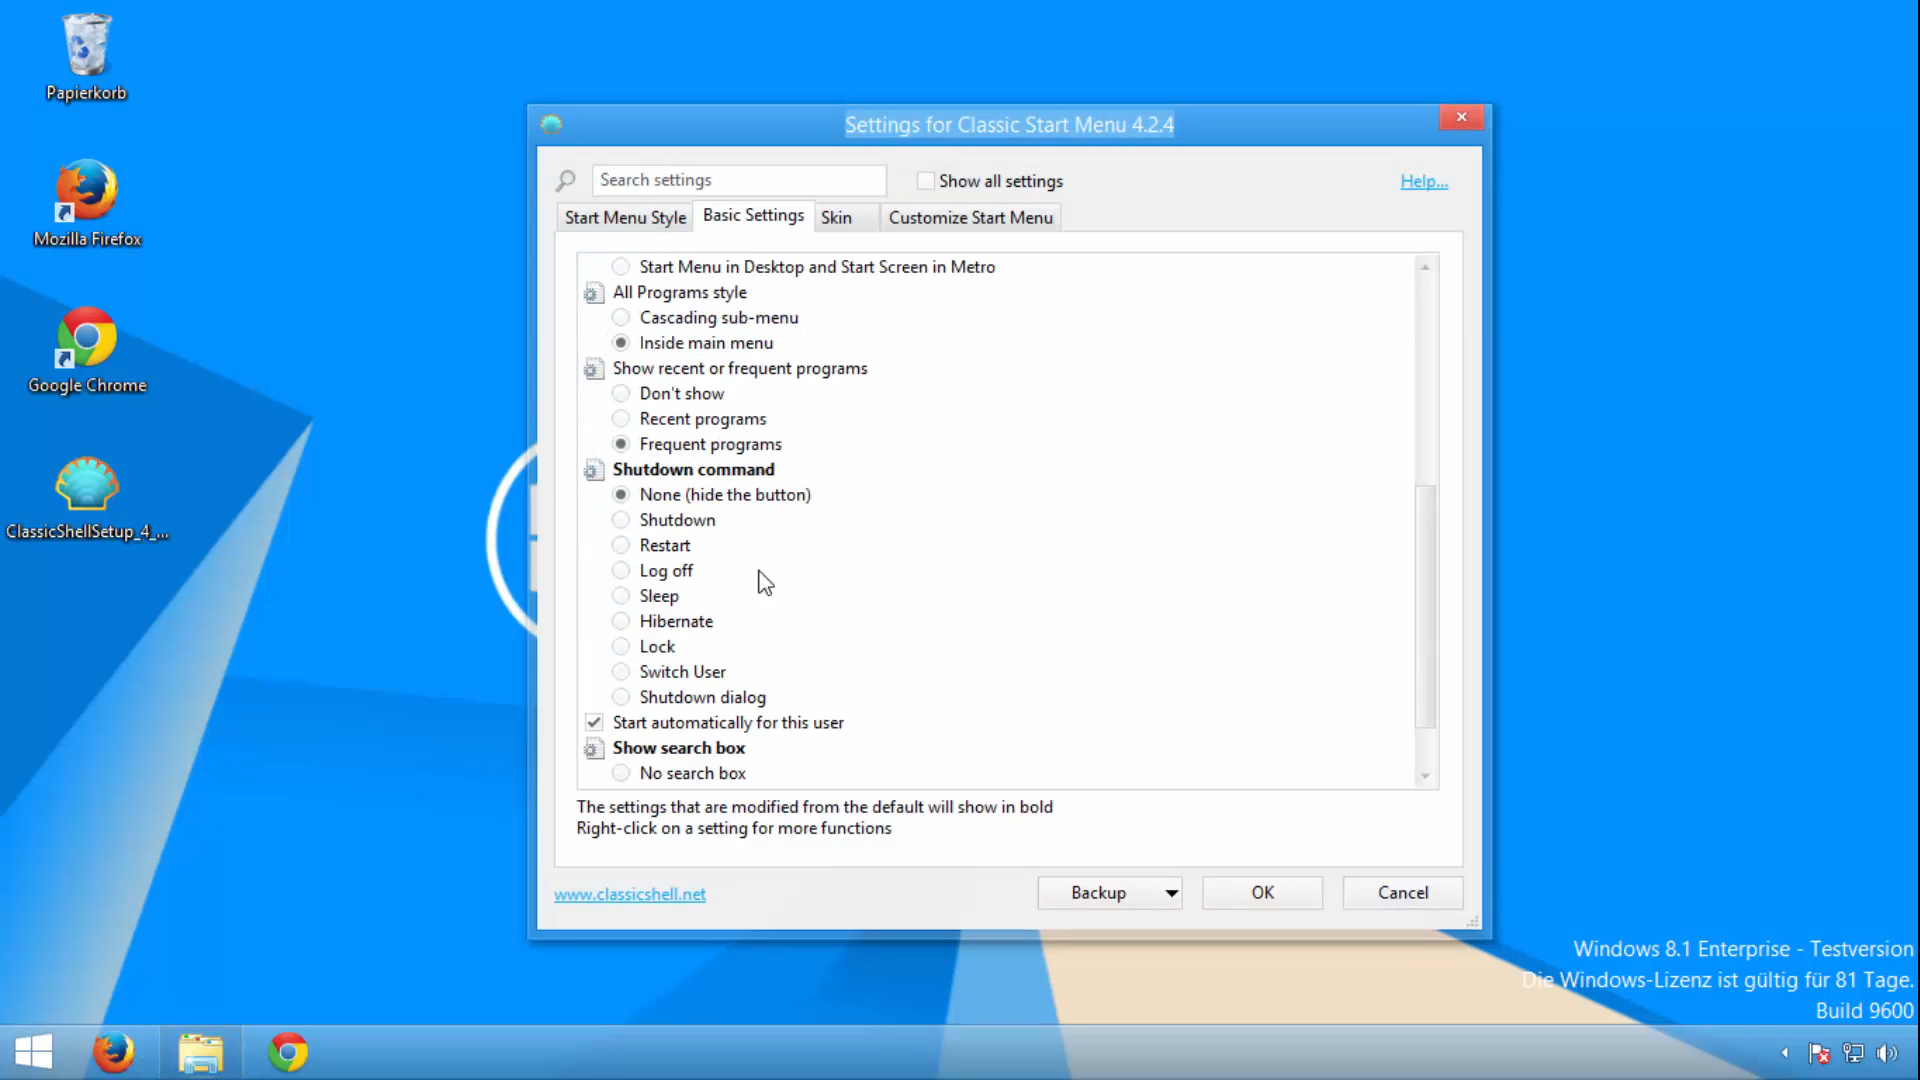 Papierkorb
Mozilla Firefox
Google Chrome
ClassicShellSetup_4_...
Settings for Classic Start Menu 4.2.4
Search settings
Show all settings
Help...
Start Menu Style
Basic Settings
Skin
Customize Start Menu
Start Menu in Desktop and Start Screen in Metro
All Programs style
Cascading sub-menu
Inside main menu
Show recent or frequent programs
Don't show
Recent programs
Frequent programs
Shutdown command
None (hide the button)
Shutdown
Restart
Log off
Sleep
Hibernate
Lock
Switch User
Shutdown dialog
Start automatically for this user
Show search box
No search box
The settings that are modified from the default will show in bold
Right-click on a setting for more functions
www.classicshell.net
Backup
OK
Cancel
Windows 8.1 Enterprise - Testversion
Die Windows-Lizenz ist gültig für 81 Tage.
Build 9600